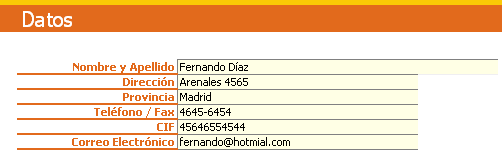 Datos
Nombre y Apellido Fernando Díaz
Dirección Arenales 4565
Provincia Madrid
Teléfono / Fax 4645-6454
CIF 45646554544
Correo Electrónico fernando@hotmial.com